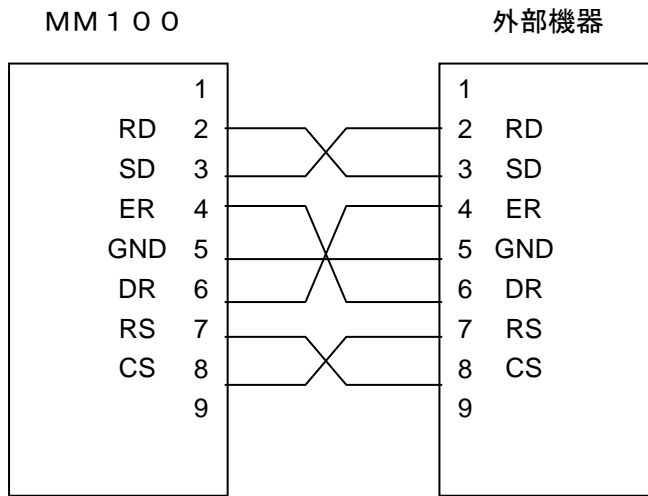 MM100 外部機器
1 1
RD 2 2 RD
SD 3 3 SD
ER 4 4 ER
GND 5 5 GND
DR 6 6 DR
RS 7 7 RS
CS 8 8 CS
9 9